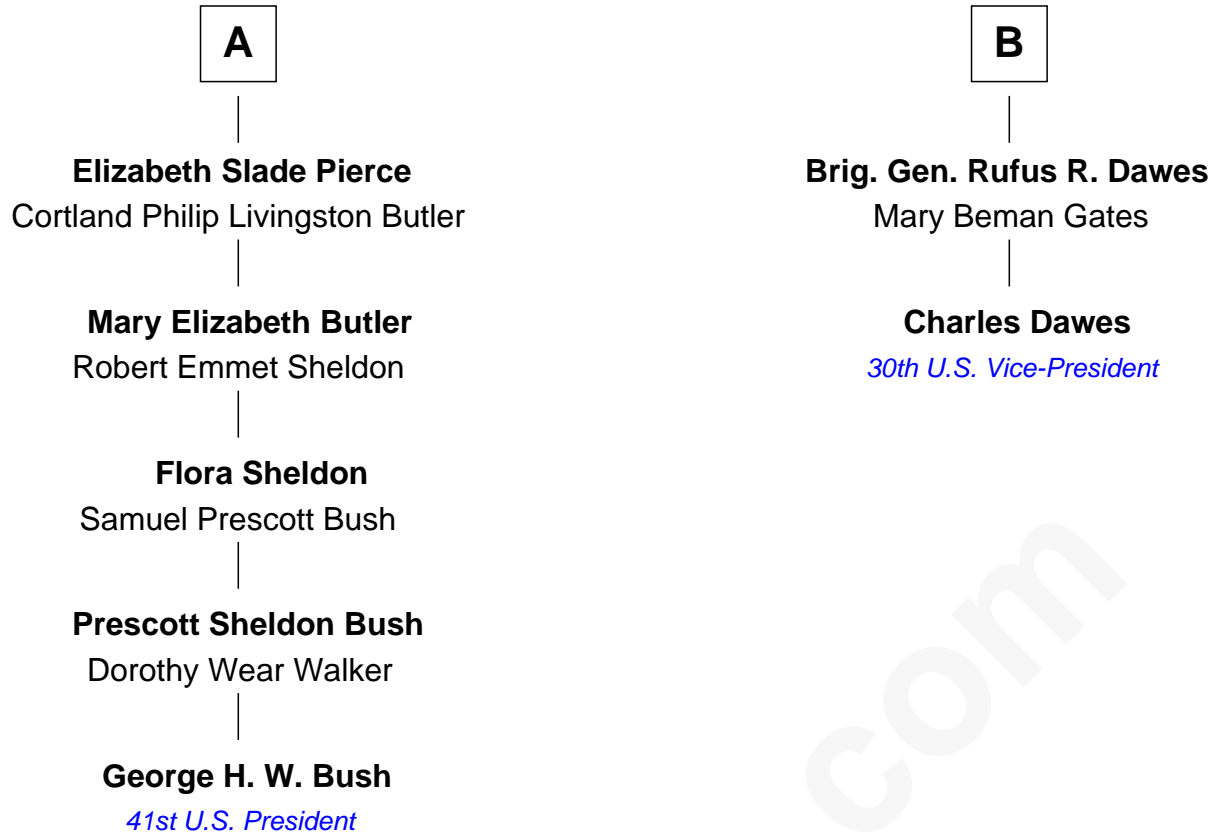 A
Elizabeth Slade Pierce
Cortland Philip Livingston Butler
Mary Elizabeth Butler
Robert Emmet Sheldon
Flora Sheldon
Samuel Prescott Bush
Prescott Sheldon Bush
Dorothy Wear Walker
George H. W. Bush
41st U.S. President
B
Brig. Gen. Rufus R. Dawes
Mary Beman Gates
Charles Dawes
30th U.S. Vice-President
com